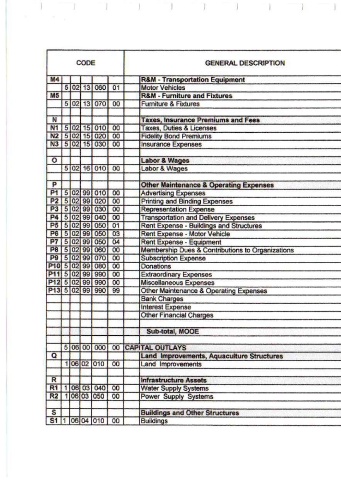 CODE GENERAL DESCRIPTION
M4 R&M - Transportation Equipment
5 02 13 060 01 Motor Vehicles
M5 R&M - Furniture and Fixtures
5 02 13 070 00 Furniture & Fixtures
N Taxes, Insurance Premiums and Fees
N1 5 02 15 010 00 Taxes, Duties & Licenses
N2 5 02 15 020 00 Fidelity Bond Premiums
N3 5 02 15 030 00 Insurance Expenses
O Labor & Wages
5 02 16 010 00 Labor & Wages
P Other Maintenance & Operating Expenses
P1 5 02 99 010 00 Advertising Expenses
P2 5 02 99 020 00 Printing and Binding Expenses
P3 5 02 99 030 00 Representation Expense
P4 5 02 99 040 00 Transportation and Delivery Expenses
P5 5 02 99 050 01 Rent Expense - Buildings and Structures
P6 5 02 99 050 03 Rent Expense - Motor Vehicle
P7 5 02 99 050 04 Rent Expense - Equipment
P8 5 02 99 060 00 Membership Dues & Contributions to Organizations
P9 5 02 99 070 00 Subscription Expense
P10 5 02 99 080 00 Donations
P11 5 02 99 990 00 Extraordinary Expenses
P12 5 02 99 990 00 Miscellaneous Expenses
P13 5 02 99 990 99 Other Maintenance & Operating Expenses
Bank Charges
Interest Expense
Other Financial Charges
Sub-total, MOOE
5 06 00 000 00 CAPITAL OUTLAYS
Q Land Improvements, Aquaculture Structures
1 06 02 010 00 Land Improvements
R Infrastructure Assets
R1 1 06 03 040 00 Water Supply Systems
R2 1 06 03 050 00 Power Supply Systems
S Buildings and Other Structures
S1 1 06 04 010 00 Buildings